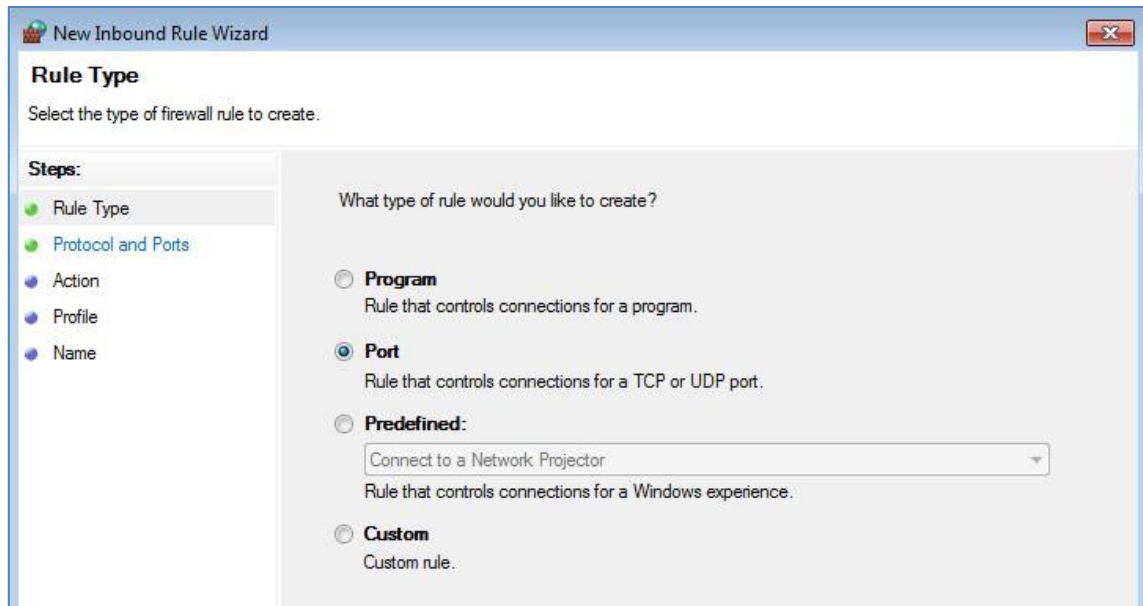 New Inbound Rule Wizard
Rule Type
Select the type of firewall rule to create.
Steps:
Rule Type
Protocol and Ports
Action
Profile
Name
What type of rule would you like to create?
Program
Rule that controls connections for a program.
Port
Rule that controls connections for a TCP or UDP port.
Predefined:
Connect to a Network Projector
Rule that controls connections for a Windows experience.
Custom
Custom rule.